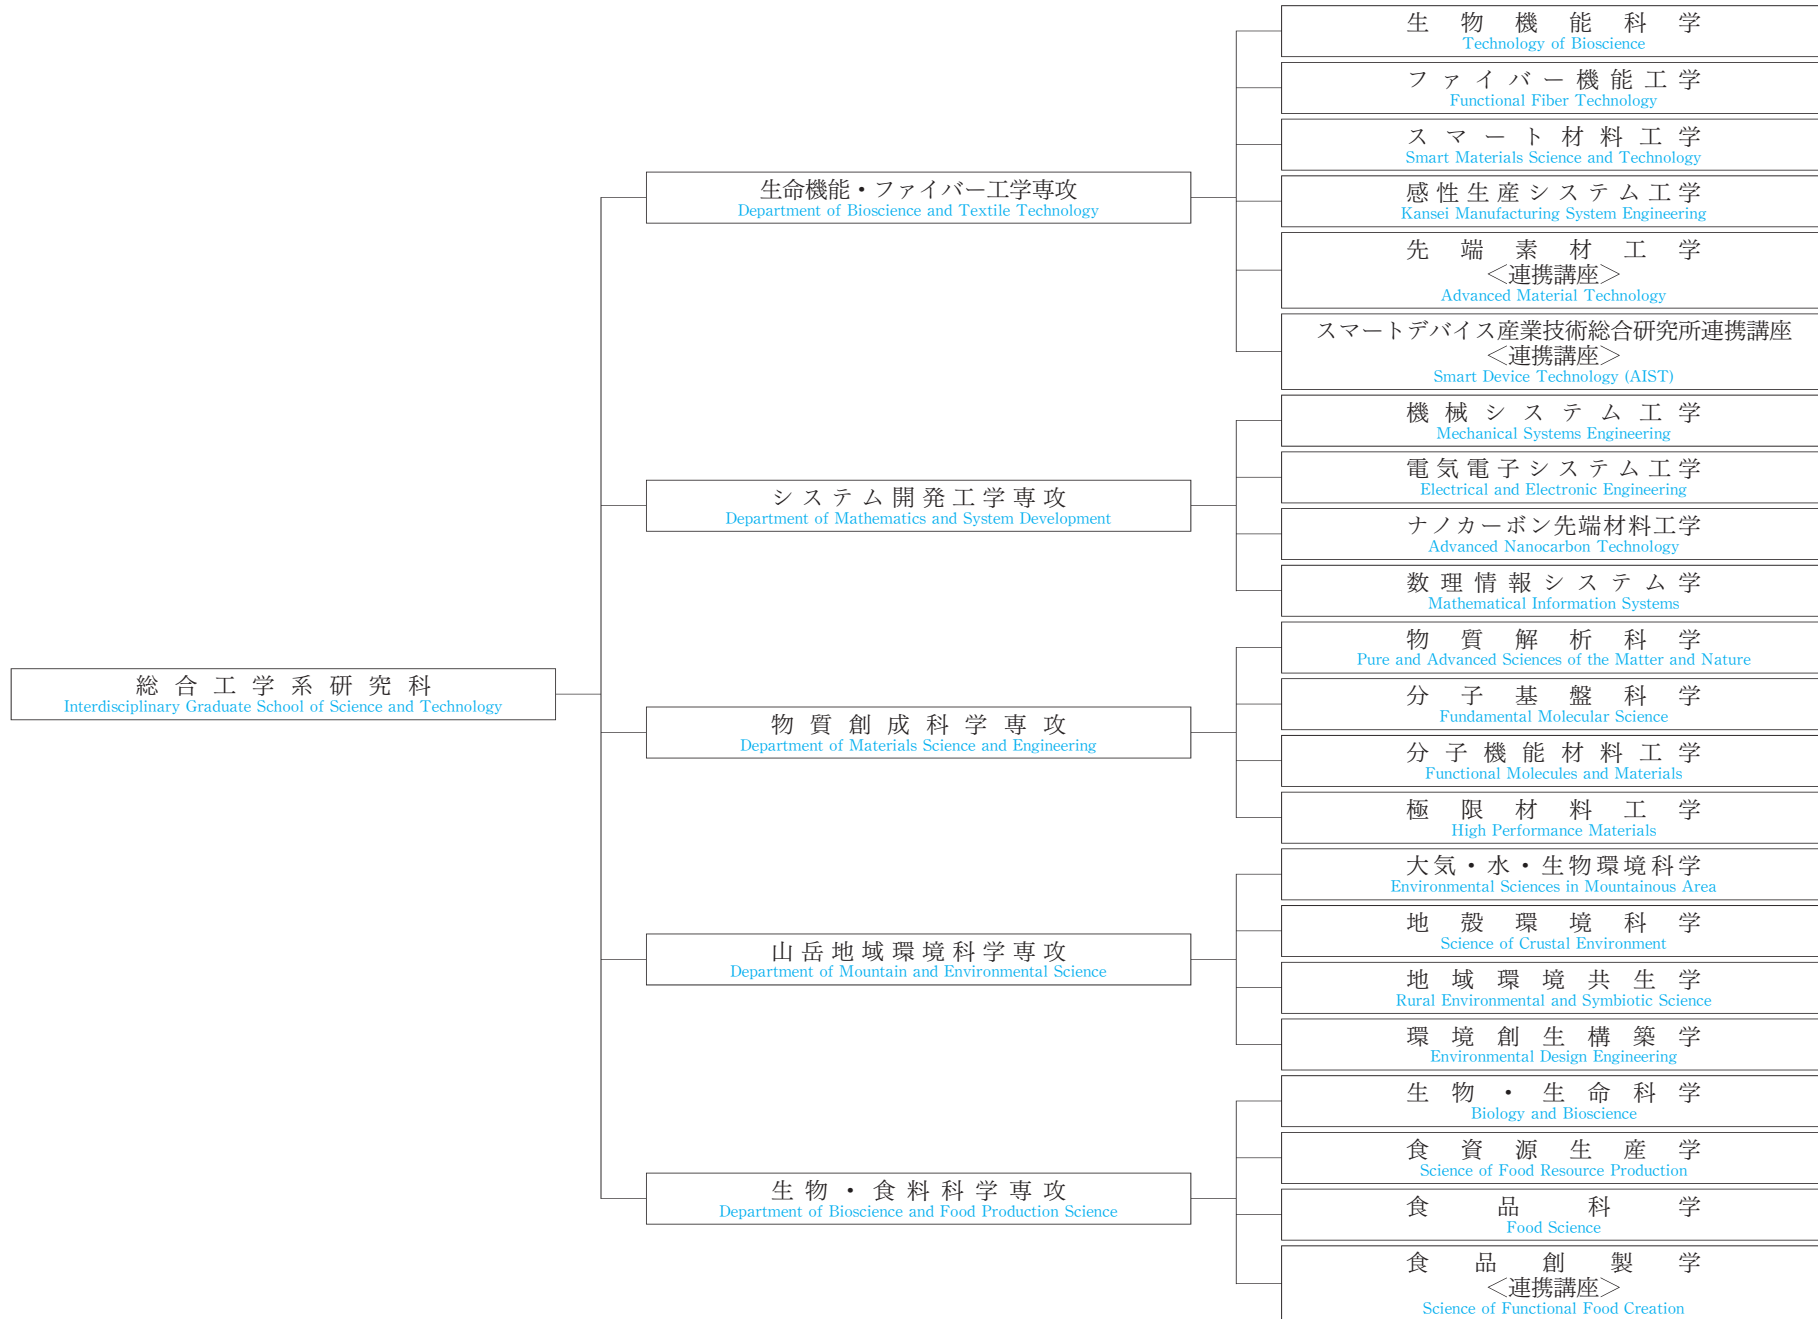 総合工学系研究科
Interdisciplinary Graduate School of Science and Technology
生命機能・ファイバー工学専攻
Department of Bioscience and Textile Technology
生物機能科学
Technology of Bioscience
ファイバー機能工学
Functional Fiber Technology
スマート材料工学
Smart Materials Science and Technology
感性生産システム工学
Kansei Manufacturing System Engineering
先端素材工学
＜連携講座＞
Advanced Material Technology
スマートデバイス産業技術総合研究所連携講座
＜連携講座＞
Smart Device Technology (AIST)
システム開発工学専攻
Department of Mathematics and System Development
機械システム工学
Mechanical Systems Engineering
電気電子システム工学
Electrical and Electronic Engineering
ナノカーボン先端材料工学
Advanced Nanocarbon Technology
数理情報システム学
Mathematical Information Systems
物質創成科学専攻
Department of Materials Science and Engineering
物質解析科学
Pure and Advanced Sciences of the Matter and Nature
分子基盤科学
Fundamental Molecular Science
分子機能材料工学
Functional Molecules and Materials
極限材料工学
High Performance Materials
山岳地域環境科学専攻
Department of Mountain and Environmental Science
大気・水・生物環境科学
Environmental Sciences in Mountainous Area
地殻環境科学
Science of Crustal Environment
地域環境共生学
Rural Environmental and Symbiotic Science
環境創生構築学
Environmental Design Engineering
生物・食料科学専攻
Department of Bioscience and Food Production Science
生物・生命科学
Biology and Bioscience
食資源生産学
Science of Food Resource Production
食品科学
Food Science
食品創製学
＜連携講座＞
Science of Functional Food Creation